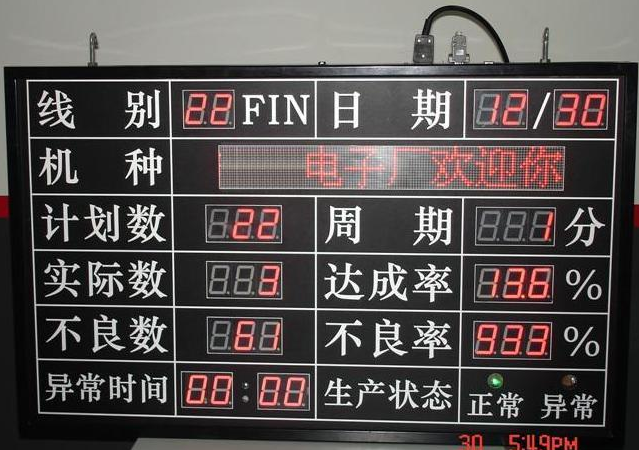 线 别 22 FIN 日 期 12/30
机 种 电子厂欢迎你
计划数 22 周 期 1 分
实际数 3 达成率 13.6 %
不良数 61 不良率 %
异常时间 00:00 生产状态 正常 异常
30 5:49PM